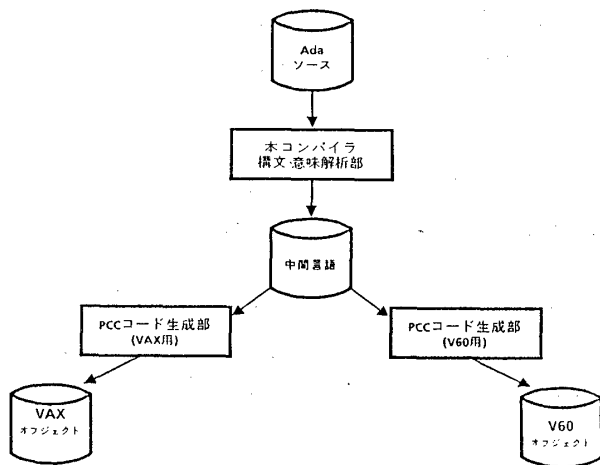 Ada
ソース
本コンパイラ
構文・意味解析部
中間言語
PCCコード生成部
(VAX用)
PCCコード生成部
(V60用)
VAX
オブジェクト
V60
オブジェクト